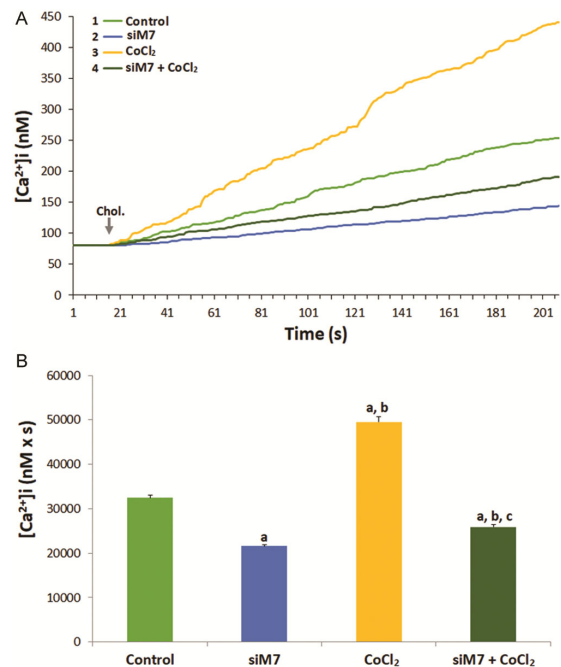 A
450
400
350
300
250
200
150
100
50
0
[Ca²⁺]i (nM)
1 Control
2 siM7
3 CoCl₂
4 siM7 + CoCl₂
Chol.
1 21 41 61 81 101 121 141 161 181 201
Time (s)
B
60000
50000
40000
30000
20000
10000
0
[Ca²⁺]i (nM x s)
a
a, b
a, b, c
Control siM7 CoCl₂ siM7 + CoCl₂